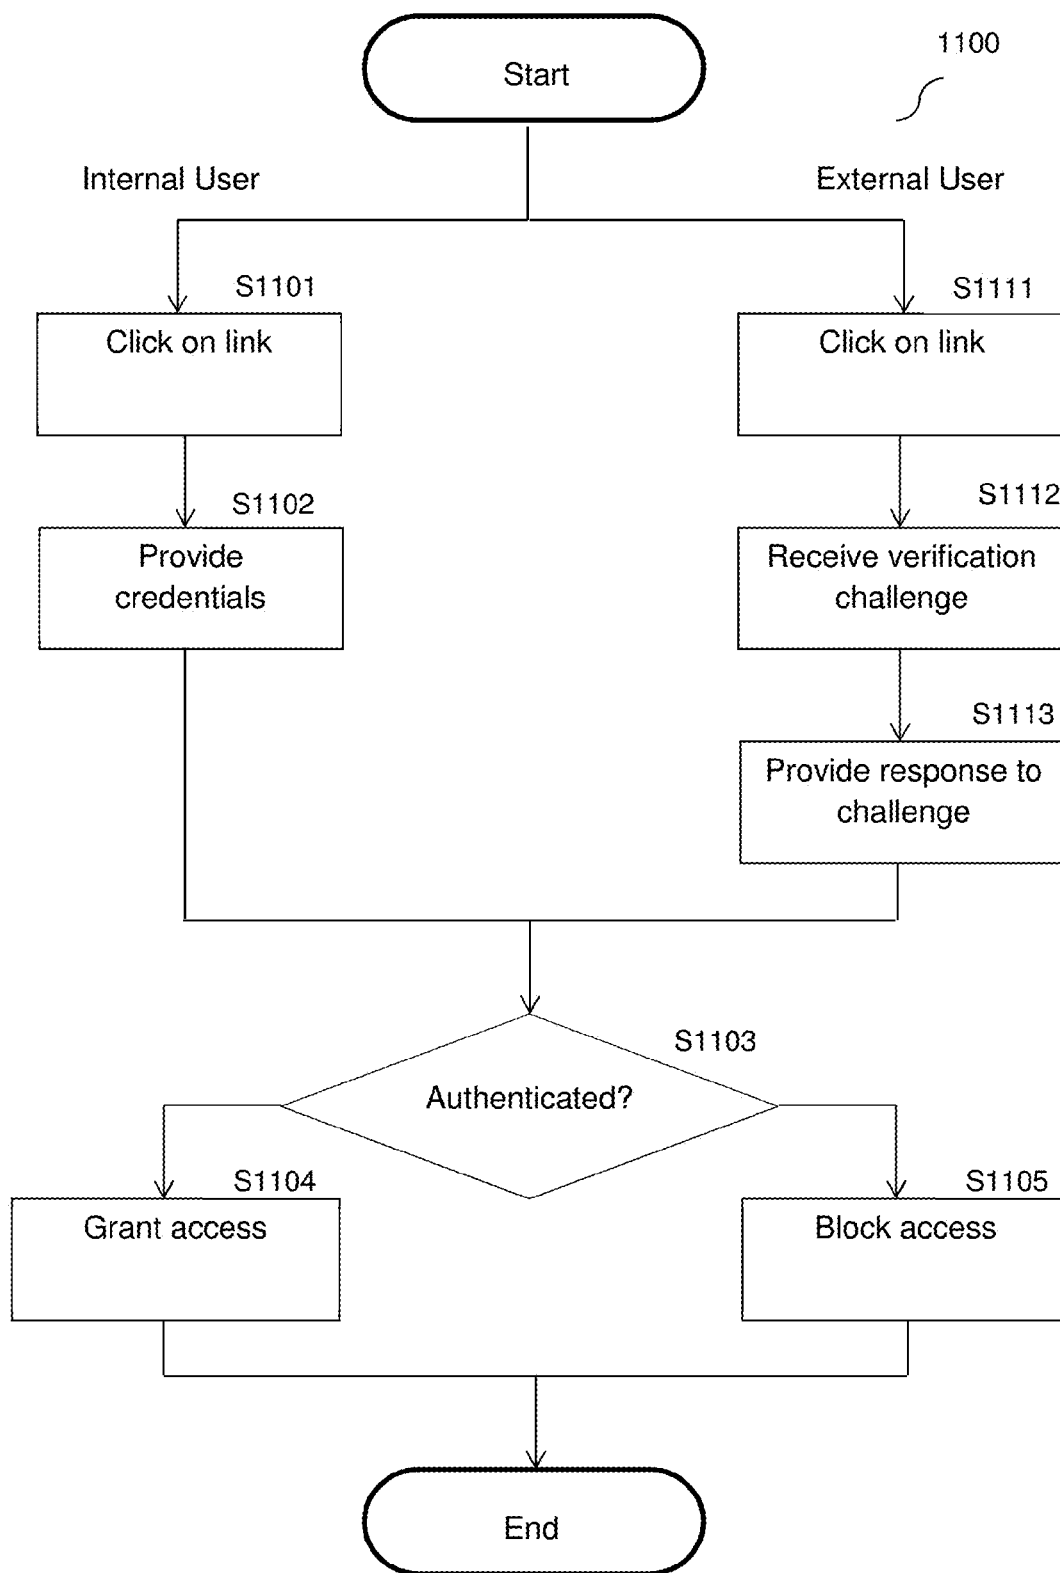 Start
1100
Internal User
External User
S1101
S1111
Click on link
Click on link
S1102
S1112
Provide
credentials
Receive verification
challenge
S1113
Provide response to
challenge
S1103
Authenticated?
S1104
S1105
Grant access
Block access
End